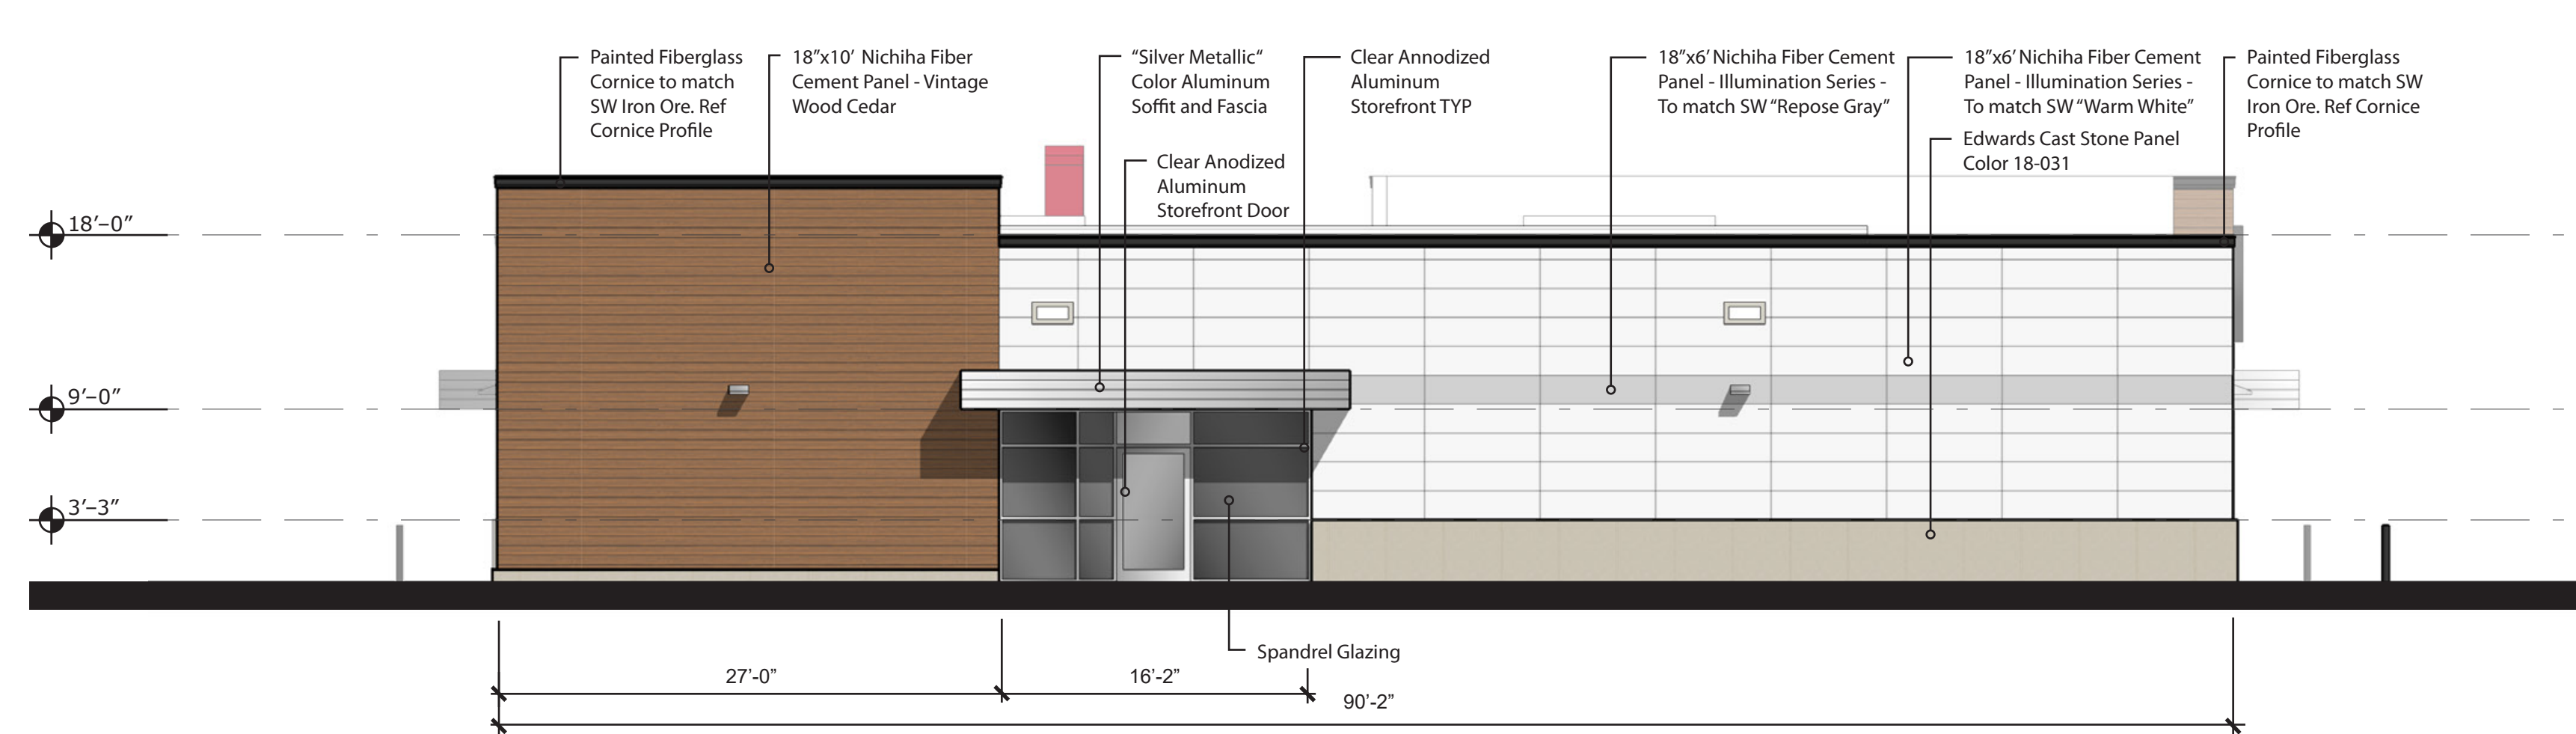 Painted Fiberglass
Cornice to match
SW Iron Ore. Ref
Cornice Profile
18”x10’ Nichiha Fiber
Cement Panel - Vintage
Wood Cedar
“Silver Metallic“
Color Aluminum
Soffit and Fascia
Clear Anodized
Aluminum
Storefront Door
Clear Annodized
Aluminum
Storefront TYP
18”x6’ Nichiha Fiber Cement
Panel - Illumination Series -
To match SW “Repose Gray”
18”x6’ Nichiha Fiber Cement
Panel - Illumination Series -
To match SW “Warm White”
Edwards Cast Stone Panel
Color 18-031
Painted Fiberglass
Cornice to match SW
Iron Ore. Ref Cornice
Profile
18’–0”
9’–0”
3’–3”
Spandrel Glazing
27’-0”
16’-2”
90’-2”